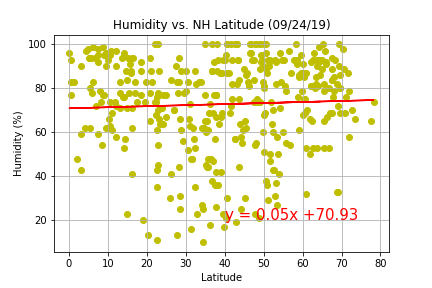 Humidity vs. NH Latitude (09/24/19)
100
80
60
40
20
Humidity (%)
y = 0.05x +70.93
0 10 20 30 40 50 60 70 80
Latitude